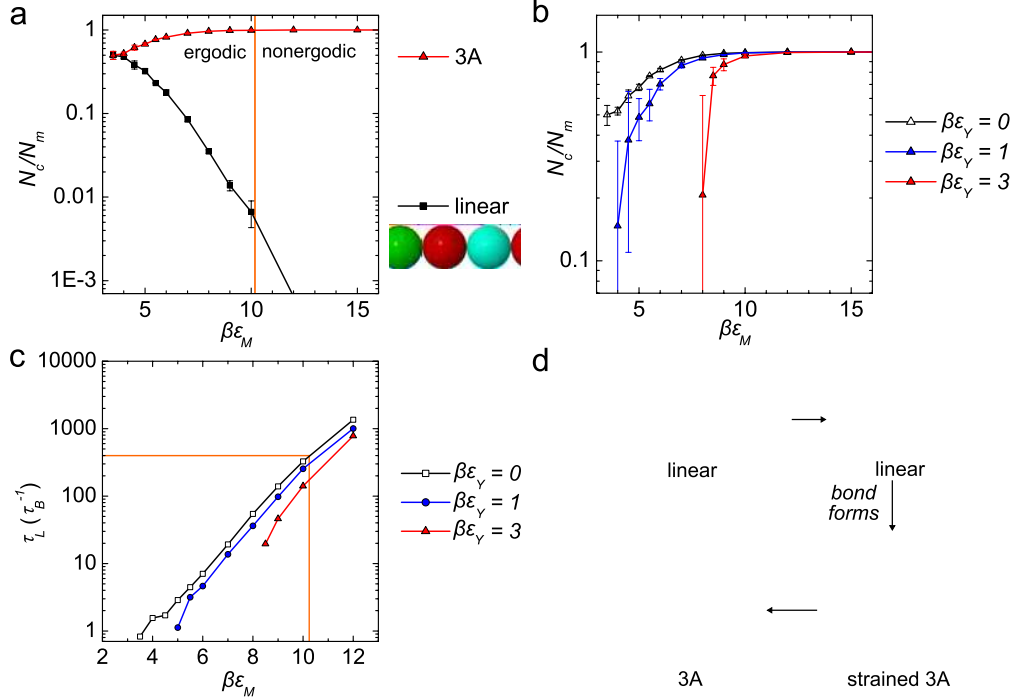 a
N_c/N_m
1
0.1
0.01
1E-3
ergodic
nonergodic
5
10
15
βε_M
3A
linear
b
N_c/N_m
1
0.1
5
10
15
βε_M
βε_Y = 0
βε_Y = 1
βε_Y = 3
c
τ_L (τ_B^-1)
10000
1000
100
10
1
2
4
6
8
10
12
βε_M
βε_Y = 0
βε_Y = 1
βε_Y = 3
d
linear
linear
bond
forms
3A
strained 3A